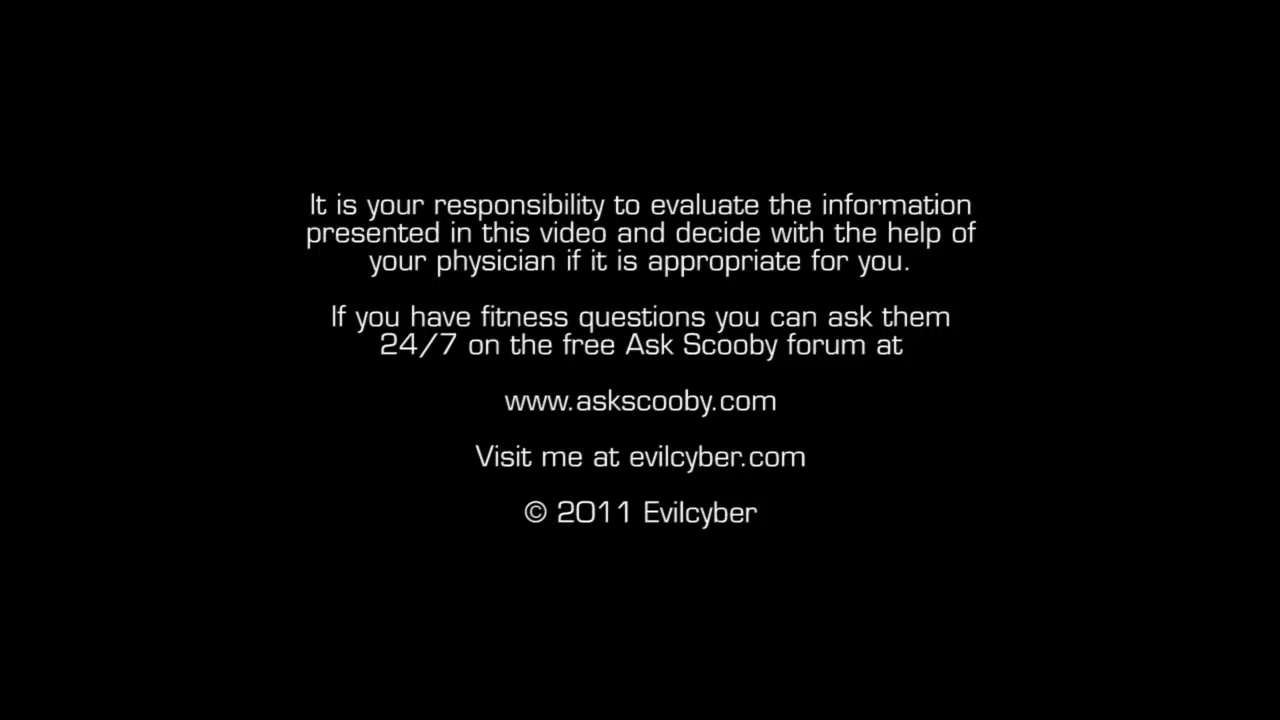 It is your responsibility to evaluate the information
presented in this video and decide with the help of
your physician if it is appropriate for you.
If you have fitness questions you can ask them
24/7 on the free Ask Scooby forum at
www.askscooby.com
Visit me at evilcyber.com
© 2011 Evilcyber